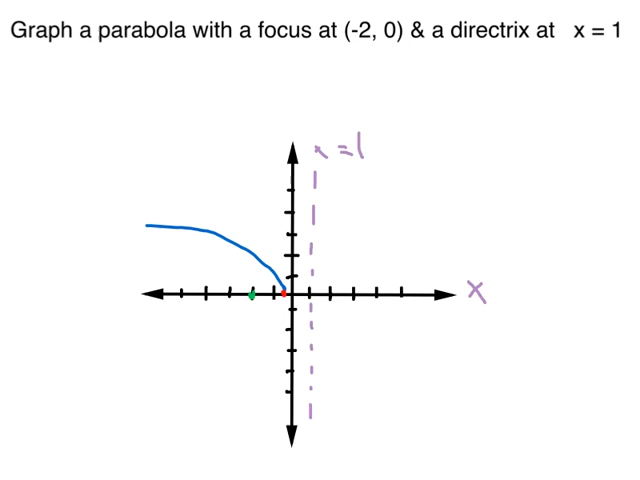 Graph a parabola with a focus at (-2, 0) & a directrix at x = 1
x = 1
X